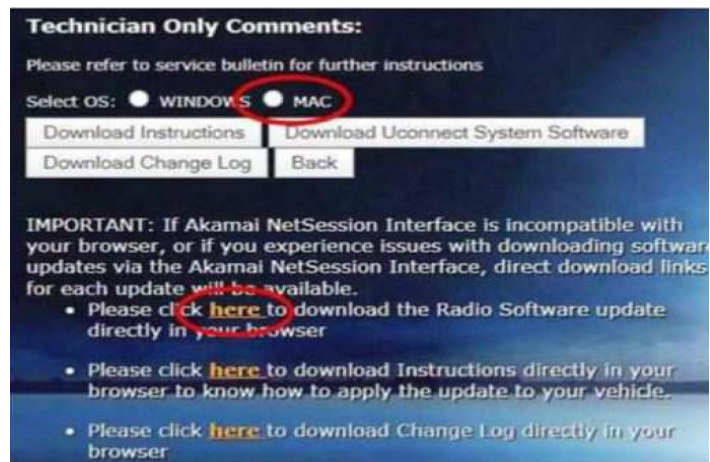 Technician Only Comments:
Please refer to service bulletin for further instructions
Select OS: WINDOWS MAC
Download Instructions Download Uconnect System Software
Download Change Log Back
IMPORTANT: If Akamai NetSession Interface is incompatible with
your browser, or if you experience issues with downloading software
updates via the Akamai NetSession Interface, direct download links
for each update will be available.
• Please click here to download the Radio Software update
directly in your browser
• Please click here to download Instructions directly in your
browser to know how to apply the update to your vehicle.
• Please click here to download Change Log directly in your
browser